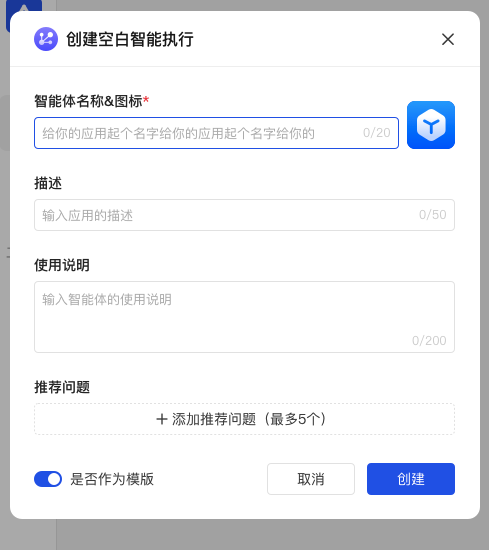 创建空白智能执行
智能体名称&图标*
给你的应用起个名字给你的应用起个名字给你的
0/20
描述
输入应用的描述
0/50
使用说明
输入智能体的使用说明
0/200
推荐问题
+ 添加推荐问题（最多5个）
是否作为模版
取消
创建